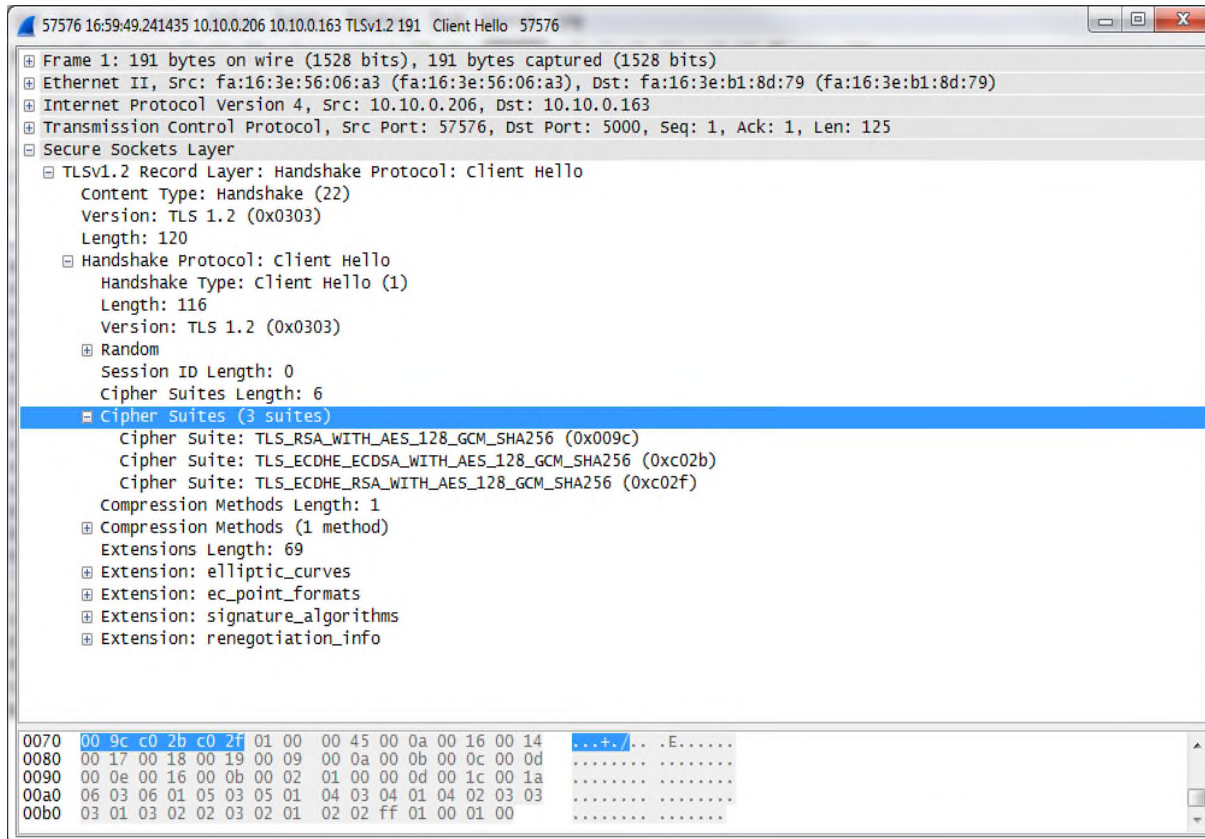 57576 16:59:49.241435 10.10.0.206 10.10.0.163 TLSv1.2 191 Client Hello 57576
Frame 1: 191 bytes on wire (1528 bits), 191 bytes captured (1528 bits)
Ethernet II, Src: fa:16:3e:56:06:a3 (fa:16:3e:56:06:a3), Dst: fa:16:3e:b1:8d:79 (fa:16:3e:b1:8d:79)
Internet Protocol Version 4, Src: 10.10.0.206, Dst: 10.10.0.163
Transmission Control Protocol, Src Port: 57576, Dst Port: 5000, Seq: 1, Ack: 1, Len: 125
Secure Sockets Layer
TLSv1.2 Record Layer: Handshake Protocol: Client Hello
Content Type: Handshake (22)
Version: TLS 1.2 (0x0303)
Length: 120
Handshake Protocol: Client Hello
Handshake Type: Client Hello (1)
Length: 116
Version: TLS 1.2 (0x0303)
Random
Session ID Length: 0
Cipher Suites Length: 6
Cipher Suites (3 suites)
Cipher Suite: TLS_RSA_WITH_AES_128_GCM_SHA256 (0x009c)
Cipher Suite: TLS_ECDHE_ECDSA_WITH_AES_128_GCM_SHA256 (0xc02b)
Cipher Suite: TLS_ECDHE_RSA_WITH_AES_128_GCM_SHA256 (0xc02f)
Compression Methods Length: 1
Compression Methods (1 method)
Extensions Length: 69
Extension: elliptic_curves
Extension: ec_point_formats
Extension: signature_algorithms
Extension: renegotiation_info
0070 00 9c c0 2b c0 2f 01 00 00 45 00 0a 00 16 00 14 ...+./.. .E......
0080 00 17 00 18 00 19 00 09 00 0a 00 0b 00 0c 00 0d ........ ........
0090 00 0e 00 16 00 0b 00 02 01 00 00 0d 00 1c 00 1a ........ ........
00a0 06 03 06 01 05 03 05 01 04 03 04 01 04 02 03 03 ........ ........
00b0 03 01 03 02 02 03 02 01 02 02 ff 01 00 01 00 ........ .......